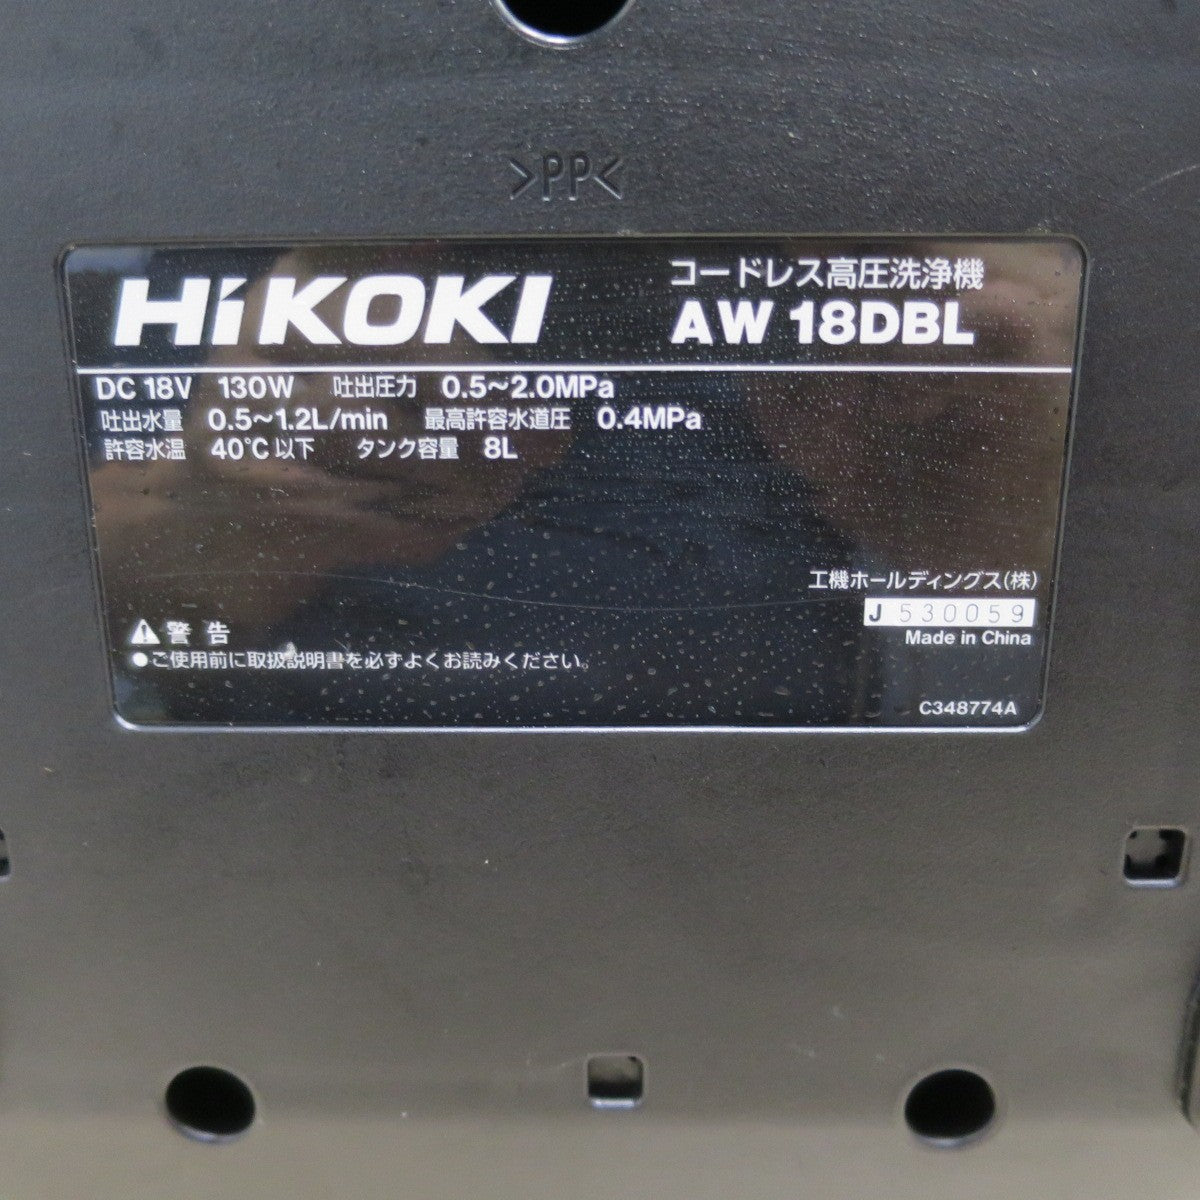 >PP<
HiKOKI
コードレス高圧洗浄機
AW 18DBL
DC 18V 130W 吐出圧力 0.5~2.0MPa
吐出水量 0.5~1.2L/min 最高許容水道圧 0.4MPa
許容水温 40℃以下 タンク容量 8L
工機ホールディングス(株)
J 530059
Made in China
警告
●ご使用前に取扱説明書を必ずよくお読みください。
C348774A